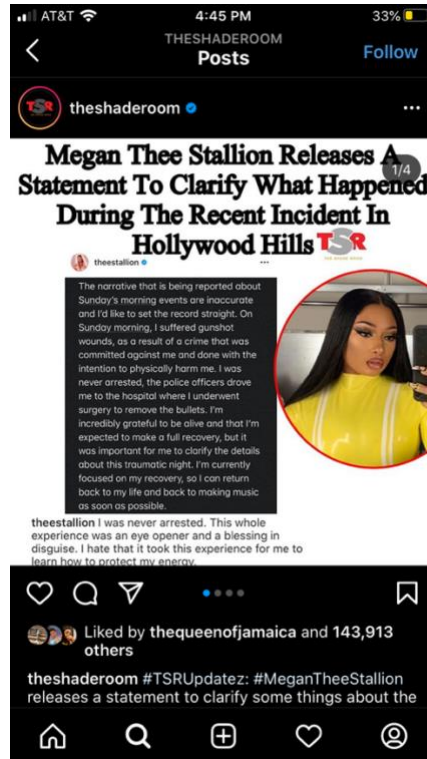 AT&T 4:45 PM 33%
THESHADEROOM
Posts
Follow
TSR
theshaderoom
Megan Thee Stallion Releases A
1/4
Statement To Clarify What Happened
During The Recent Incident In
Hollywood Hills TSR
theestallion
The narrative that is being reported about
Sunday's morning events are inaccurate
and I'd like to set the record straight. On
Sunday morning, I suffered gunshot
wounds, as a result of a crime that was
committed against me and done with the
intention to physically harm me. I was
never arrested, the police officers drove
me to the hospital where I underwent
surgery to remove the bullets. I'm
incredibly grateful to be alive and that I'm
expected to make a full recovery, but it
was important for me to clarify the details
about this traumatic night. I'm currently
focused on my recovery, so I can return
back to my life and back to making music
as soon as possible.
theestallion I was never arrested. This whole
experience was an eye opener and a blessing in
disguise. I hate that it took this experience for me to
learn how to protect my energy.
Liked by thequeenofjamaica and 143,913
others
theshaderoom #TSRUpdatez: #MeganTheeStallion
releases a statement to clarify some things about the